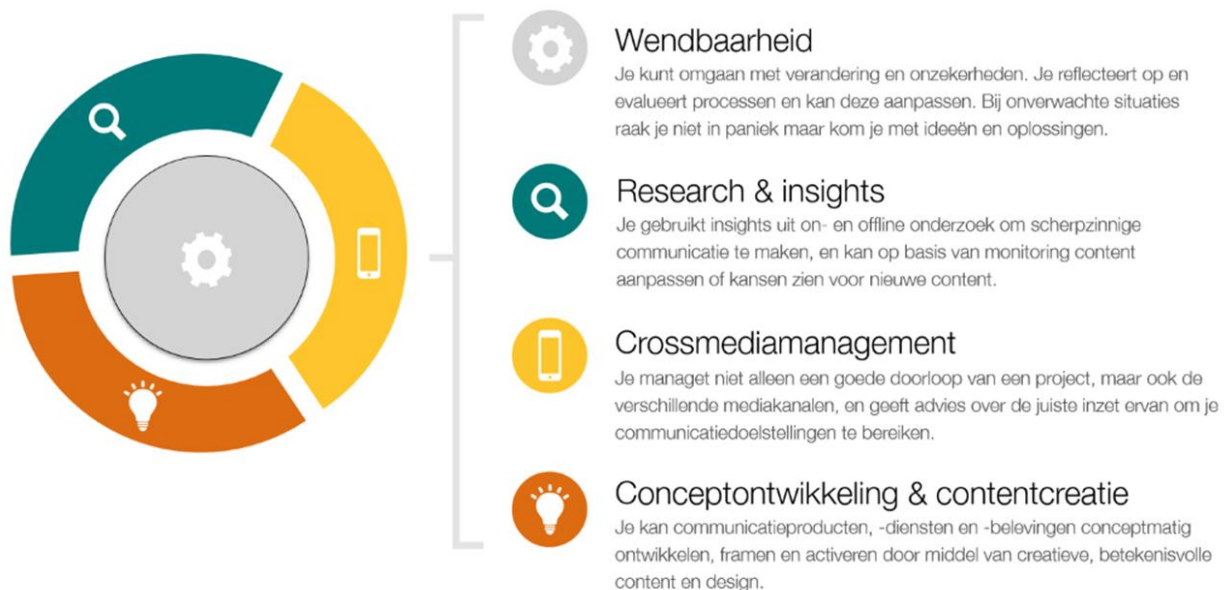 Wendbaarheid
Je kunt omgaan met verandering en onzekerheden. Je reflecteert op en
evalueert processen en kan deze aanpassen. Bij onverwachte situaties
raak je niet in paniek maar kom je met ideeën en oplossingen.
Research & insights
Je gebruikt insights uit on- en offline onderzoek om scherpzinnige
communicatie te maken, en kan op basis van monitoring content
aanpassen of kansen zien voor nieuwe content.
Crossmediamanagement
Je managet niet alleen een goede doorloop van een project, maar ook de
verschillende mediakanalen, en geeft advies over de juiste inzet ervan om je
communicatiedoelstellingen te bereiken.
Conceptontwikkeling & contentcreatie
Je kan communicatieproducten, -diensten en -belevingen conceptmatig
ontwikkelen, framen en activeren door middel van creatieve, betekenisvolle
content en design.